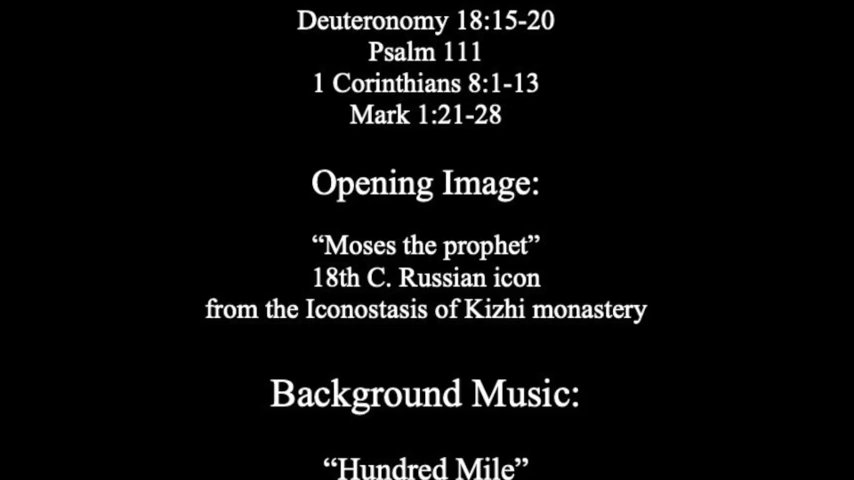 Deuteronomy 18:15-20
Psalm 111
1 Corinthians 8:1-13
Mark 1:21-28
Opening Image:
“Moses the prophet”
18th C. Russian icon
from the Iconostasis of Kizhi monastery
Background Music:
“Hundred Mile”